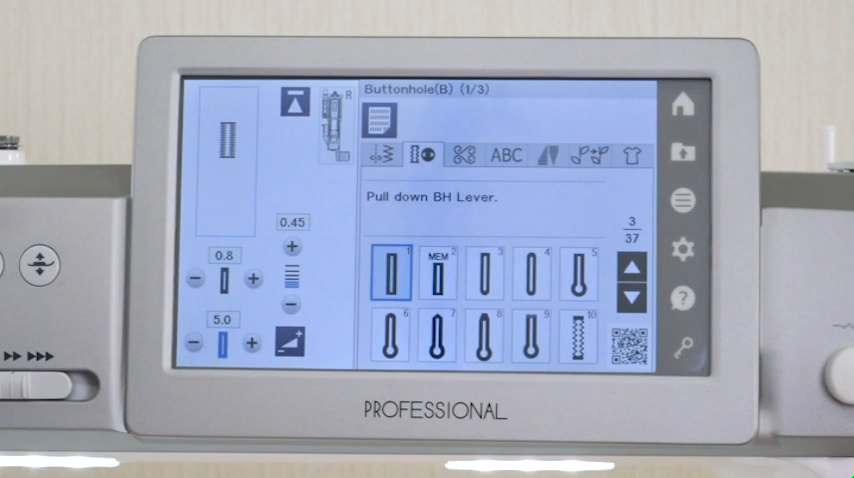 Buttonhole(B) (1/3)
R
ABC
Pull down BH Lever.
3
37
0.45
0.8
5.0
1
MEM 2
3
4
5
6
7
8
9
10
PROFESSIONAL